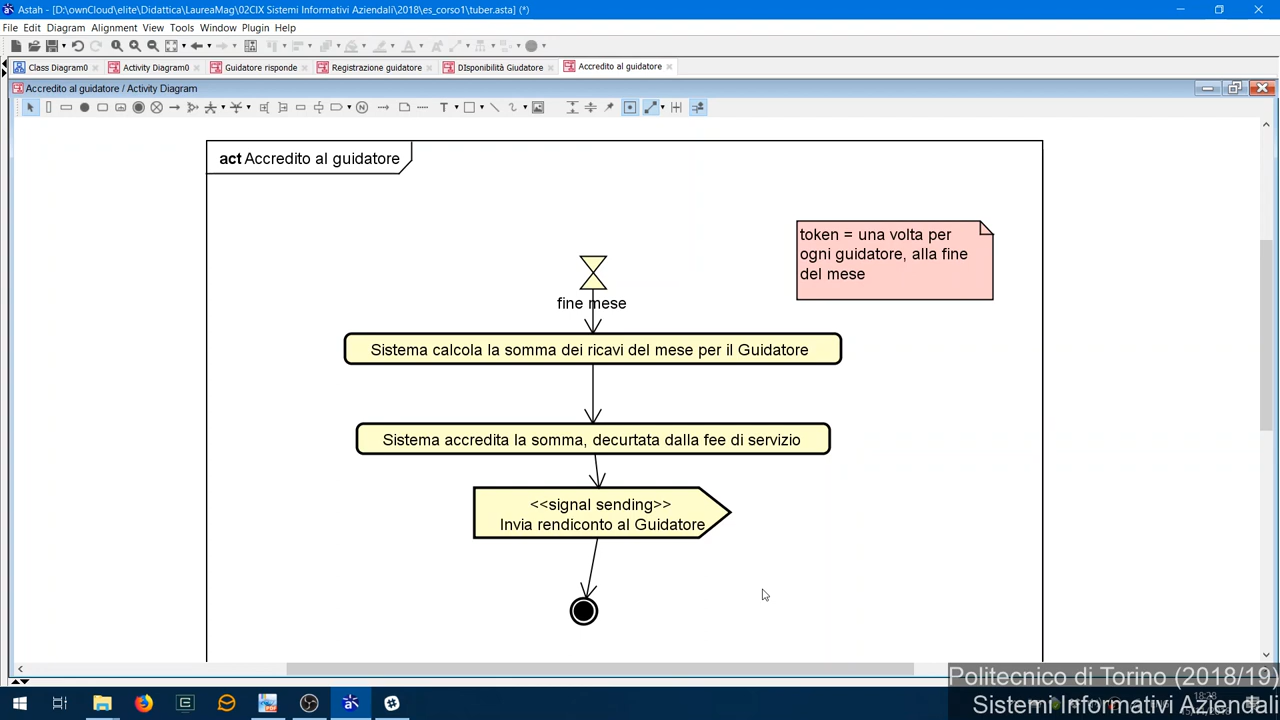 Astah - [D:\ownCloud\elite\Didattica\LaureaMag\02CIX Sistemi Informativi Aziendali\2018\es_corso1\tuber.asta] (*)
File Edit Diagram Alignment View Tools Window Plugin Help
Class Diagram0 Activity Diagram0 Guidatore risponde Registrazione guidatore DIsponibilità Giudatore Accredito al guidatore
Accredito al guidatore / Activity Diagram
act Accredito al guidatore
token = una volta per
ogni guidatore, alla fine
del mese
fine mese
Sistema calcola la somma dei ricavi del mese per il Guidatore
Sistema accredita la somma, decurtata dalla fee di servizio
<<signal sending>>
Invia rendiconto al Guidatore
Politecnico di Torino (2018/19)
Sistemi Informativi Aziendali